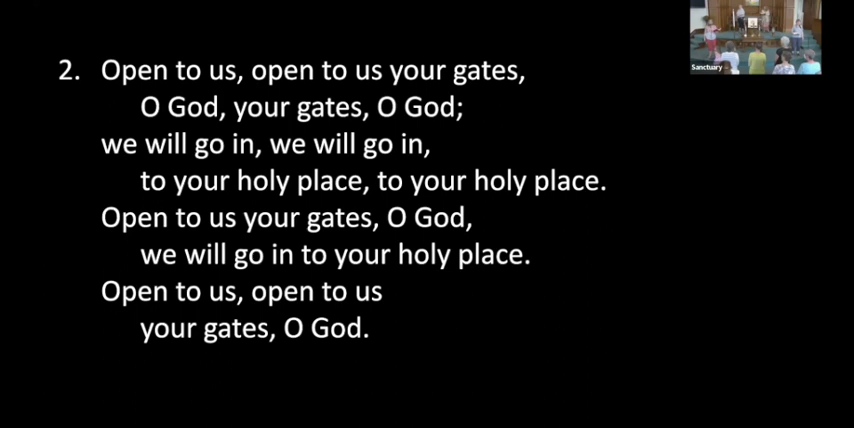 2. Open to us, open to us your gates,
O God, your gates, O God;
we will go in, we will go in,
to your holy place, to your holy place.
Open to us your gates, O God,
we will go in to your holy place.
Open to us, open to us
your gates, O God.
Sanctuary